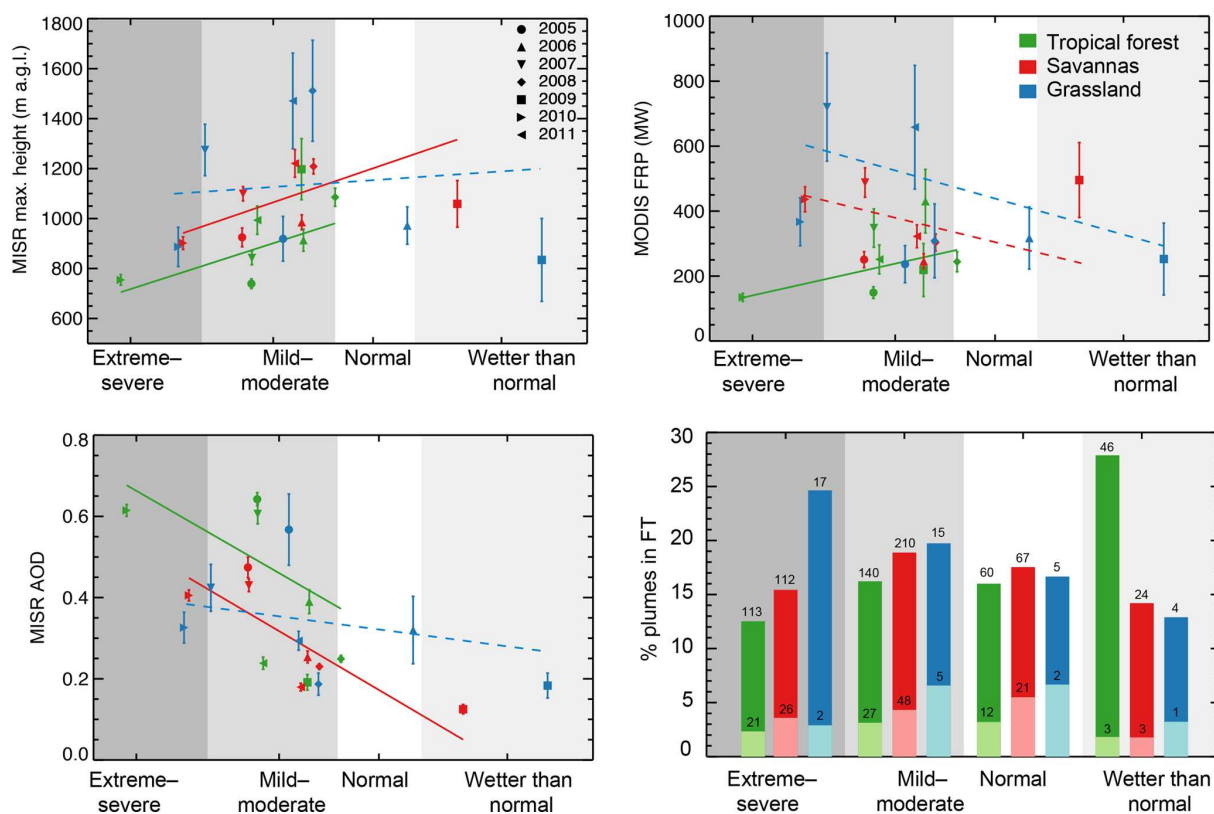 MISR max. height (m a.g.l.)
1800
1600
1400
1200
1000
800
600
2005
2006
2007
2008
2009
2010
2011
Extreme–
severe
Mild–
moderate
Normal
Wetter than
normal
MODIS FRP (MW)
1000
800
600
400
200
0
Tropical forest
Savannas
Grassland
Extreme–
severe
Mild–
moderate
Normal
Wetter than
normal
MISR AOD
0.8
0.6
0.4
0.2
0.0
Extreme–
severe
Mild–
moderate
Normal
Wetter than
normal
% plumes in FT
30
25
20
15
10
5
0
113
112
17
140
210
15
60
67
5
46
24
4
21
26
2
27
48
5
12
21
2
3
3
1
Extreme–
severe
Mild–
moderate
Normal
Wetter than
normal